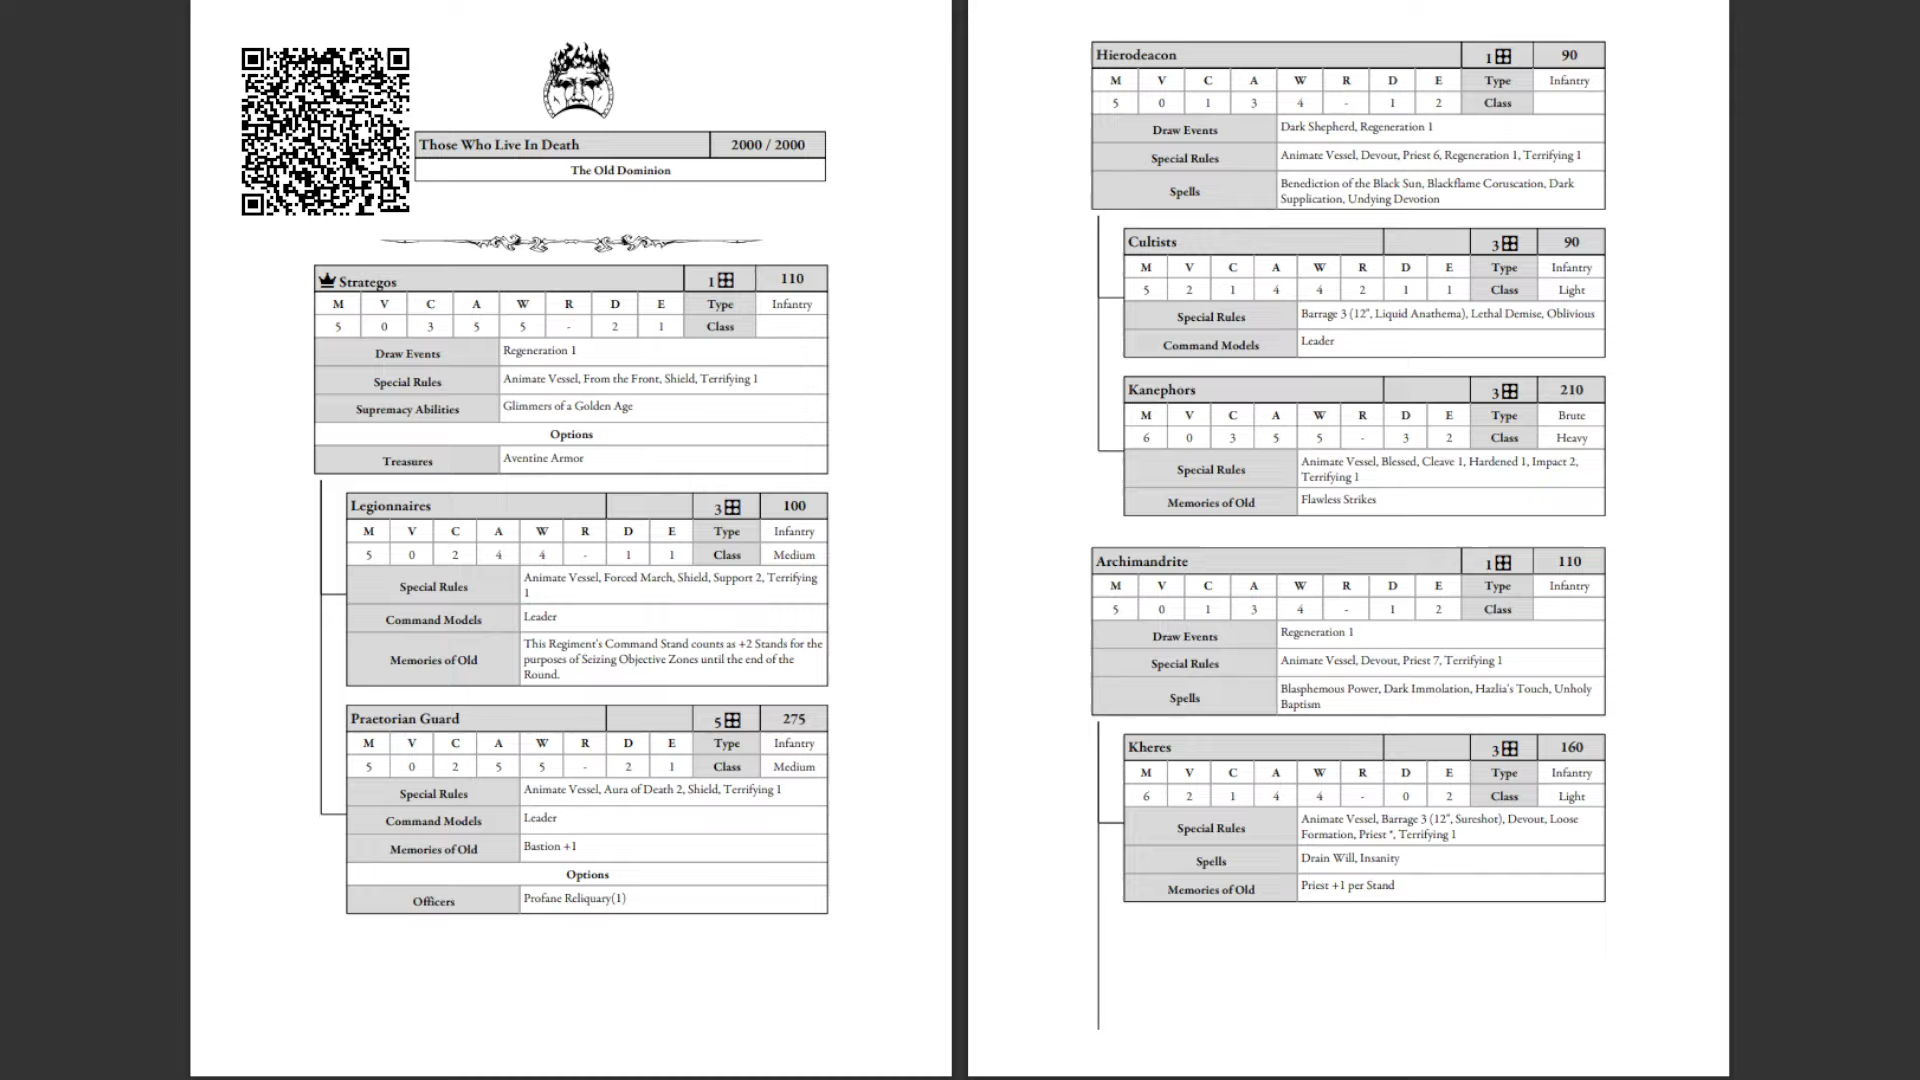 Those Who Live In Death 2000 / 2000
The Old Dominion
Strategos 1 110
M V C A W R D E Type Infantry
5 0 3 5 5 - 2 1 Class
Draw Events Regeneration 1
Special Rules Animate Vessel, From the Front, Shield, Terrifying 1
Supremacy Abilities Glimmers of a Golden Age
Options
Treasures Aventine Armor
Legionnaires 3 100
M V C A W R D E Type Infantry
5 0 2 4 4 - 1 1 Class Medium
Special Rules Animate Vessel, Forced March, Shield, Support 2, Terrifying
1
Command Models Leader
Memories of Old This Regiment's Command Stand counts as +2 Stands for the
purposes of Seizing Objective Zones until the end of the
Round.
Praetorian Guard 5 275
M V C A W R D E Type Infantry
5 0 2 5 5 - 2 1 Class Medium
Special Rules Animate Vessel, Aura of Death 2, Shield, Terrifying 1
Command Models Leader
Memories of Old Bastion +1
Options
Officers Profane Reliquary(1)
Hierodeacon 1 90
M V C A W R D E Type Infantry
5 0 1 3 4 - 1 2 Class
Draw Events Dark Shepherd, Regeneration 1
Special Rules Animate Vessel, Devout, Priest 6, Regeneration 1, Terrifying 1
Spells Benediction of the Black Sun, Blackflame Coruscation, Dark
Supplication, Undying Devotion
Cultists 3 90
M V C A W R D E Type Infantry
5 2 1 4 4 2 1 1 Class Light
Special Rules Barrage 3 (12", Liquid Anathema), Lethal Demise, Oblivious
Command Models Leader
Kanephors 3 210
M V C A W R D E Type Brute
6 0 3 5 5 - 3 2 Class Heavy
Special Rules Animate Vessel, Blessed, Cleave 1, Hardened 1, Impact 2,
Terrifying 1
Memories of Old Flawless Strikes
Archimandrite 1 110
M V C A W R D E Type Infantry
5 0 1 3 4 - 1 2 Class
Draw Events Regeneration 1
Special Rules Animate Vessel, Devout, Priest 7, Terrifying 1
Spells Blasphemous Power, Dark Immolation, Hazlia's Touch, Unholy
Baptism
Kheres 3 160
M V C A W R D E Type Infantry
6 2 1 4 4 - 0 2 Class Light
Special Rules Animate Vessel, Barrage 3 (12", Sureshot), Devout, Loose
Formation, Priest *, Terrifying 1
Spells Drain Will, Insanity
Memories of Old Priest +1 per Stand